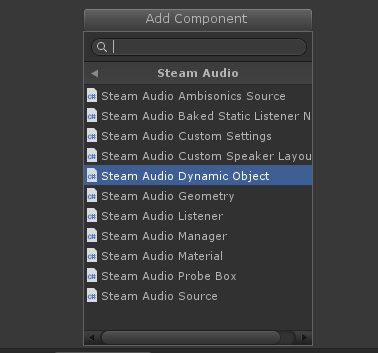 Add Component
Steam Audio
Steam Audio Ambisonics Source
Steam Audio Baked Static Listener N
Steam Audio Custom Settings
Steam Audio Custom Speaker Layou
Steam Audio Dynamic Object
Steam Audio Geometry
Steam Audio Listener
Steam Audio Manager
Steam Audio Material
Steam Audio Probe Box
Steam Audio Source